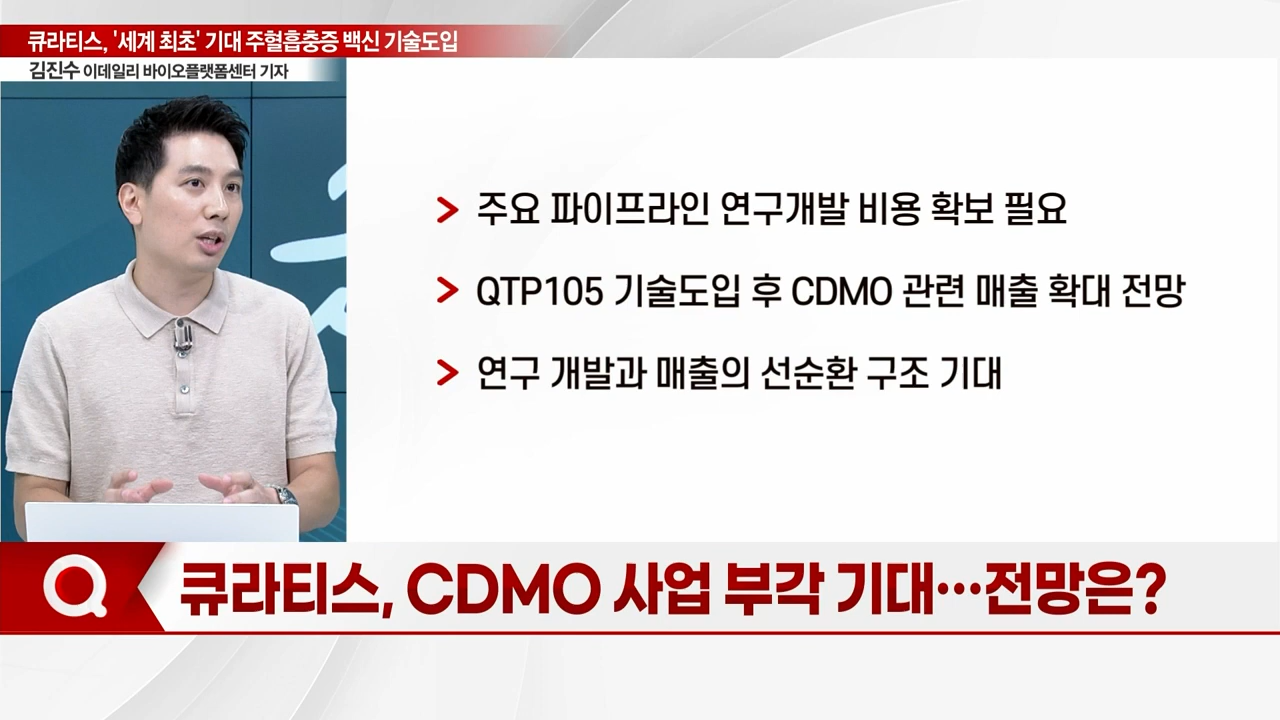 큐라티스, '세계 최초' 기대 주혈흡충증 백신 기술도입
김진수 이데일리 바이오플랫폼센터 기자
주요 파이프라인 연구개발 비용 확보 필요
QTP105 기술도입 후 CDMO 관련 매출 확대 전망
연구 개발과 매출의 선순환 구조 기대
Q 큐라티스, CDMO 사업 부각 기대…전망은?